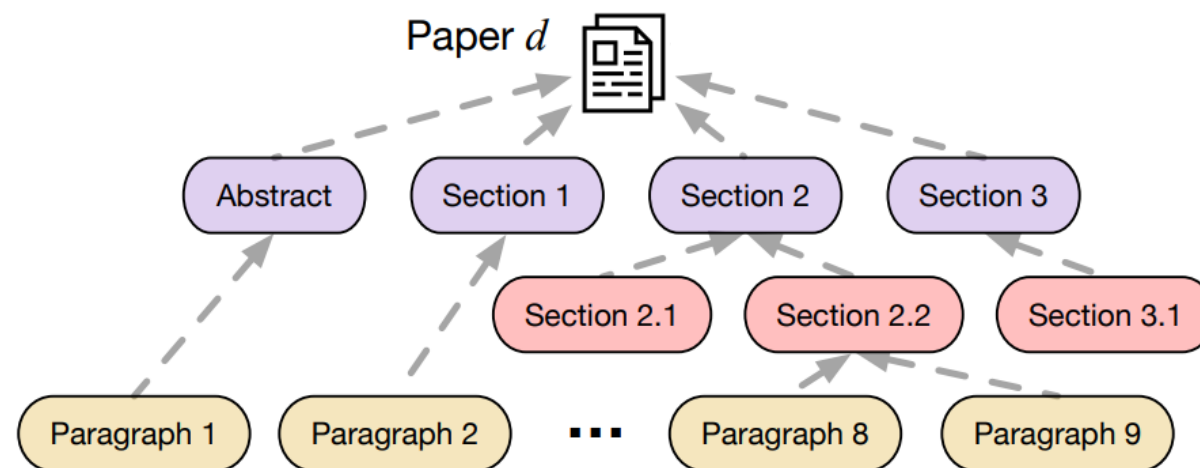 Paper d
Abstract
Section 1
Section 2
Section 3
Section 2.1
Section 2.2
Section 3.1
Paragraph 1
Paragraph 2
...
Paragraph 8
Paragraph 9